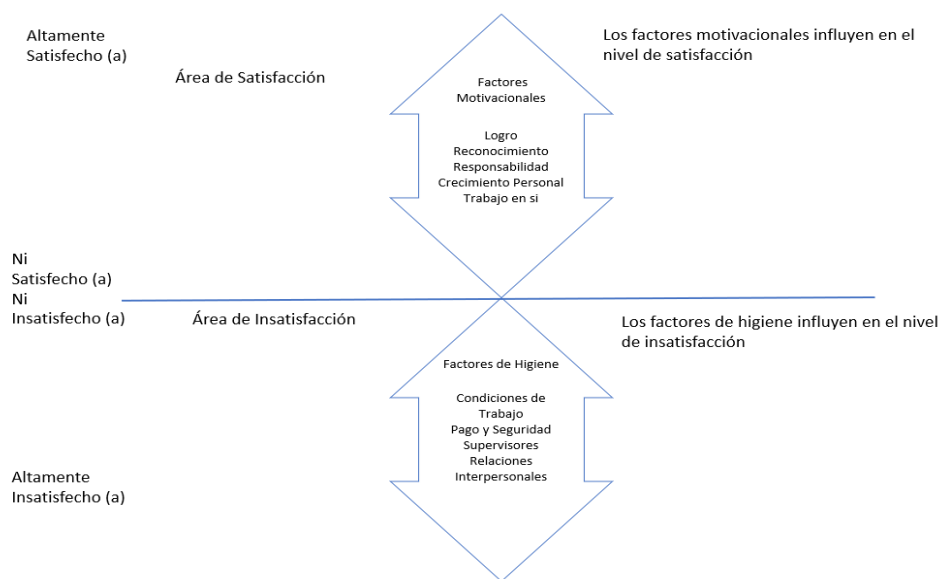 Altamente
Satisfecho (a)
Área de Satisfacción
Factores
Motivacionales
Logro
Reconocimiento
Responsabilidad
Crecimiento Personal
Trabajo en si
Los factores motivacionales influyen en el
nivel de satisfacción
Ni
Satisfecho (a)
Ni
Insatisfecho (a)
Área de Insatisfacción
Los factores de higiene influyen en el nivel
de insatisfacción
Factores de Higiene
Condiciones de
Trabajo
Pago y Seguridad
Supervisores
Relaciones
Interpersonales
Altamente
Insatisfecho (a)